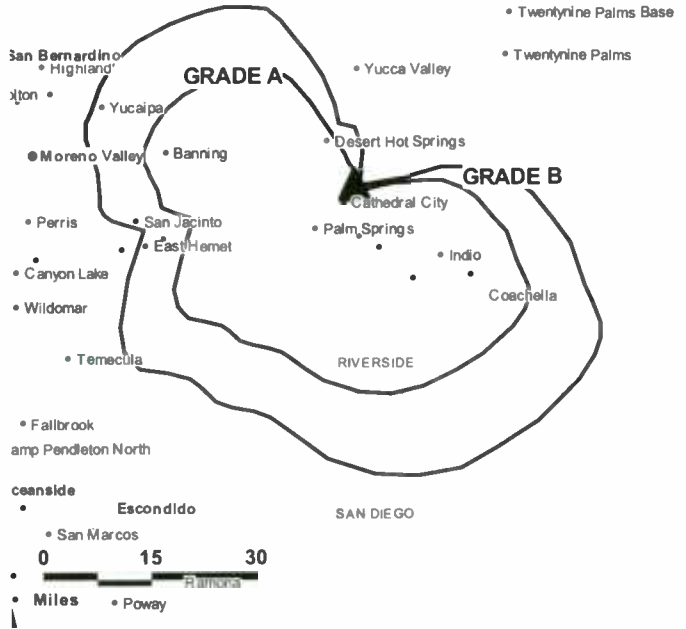 Twentynine Palms Base
San Bernardino
Twentynine Palms
Highland
Yucca Valley
GRADE A
olton
Yucaipa
Desert Hot Springs
Moreno Valley
Banning
GRADE B
Cathedral City
Perris
San Jacinto
Palm Springs
East Hemet
Indio
Canyon Lake
Coachella
Wildomar
Temecula
RIVERSIDE
Fallbrook
amp Pendleton North
ceanside
Escondido
SAN DIEGO
San Marcos
0 15 30
Ramona
Miles
Poway